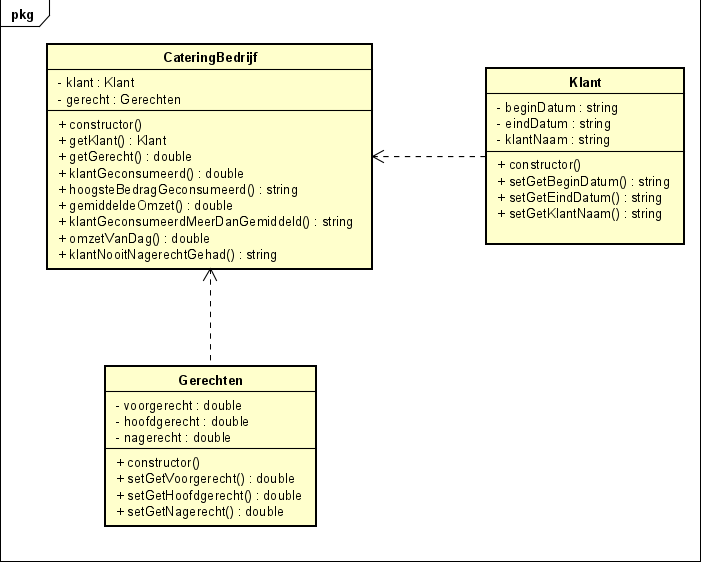 pkg
CateringBedrijf
- klant : Klant
- gerecht : Gerechten
+ constructor()
+ getKlant() : Klant
+ getGerecht() : double
+ klantGeconsumeerd() : double
+ hoogsteBedragGeconsumeerd() : string
+ gemiddeldeOmzet() : double
+ klantGeconsumeerdMeerDanGemiddeld() : string
+ omzetVanDag() : double
+ klantNooitNagerechtGehad() : string
Klant
- beginDatum : string
- eindDatum : string
- klantNaam : string
+ constructor()
+ setGetBeginDatum() : string
+ setGetEindDatum() : string
+ setGetKlantNaam() : string
Gerechten
- voorgerecht : double
- hoofdgerecht : double
- nagerecht : double
+ constructor()
+ setGetVoorgerecht() : double
+ setGetHoofdgerecht() : double
+ setGetNagerecht() : double